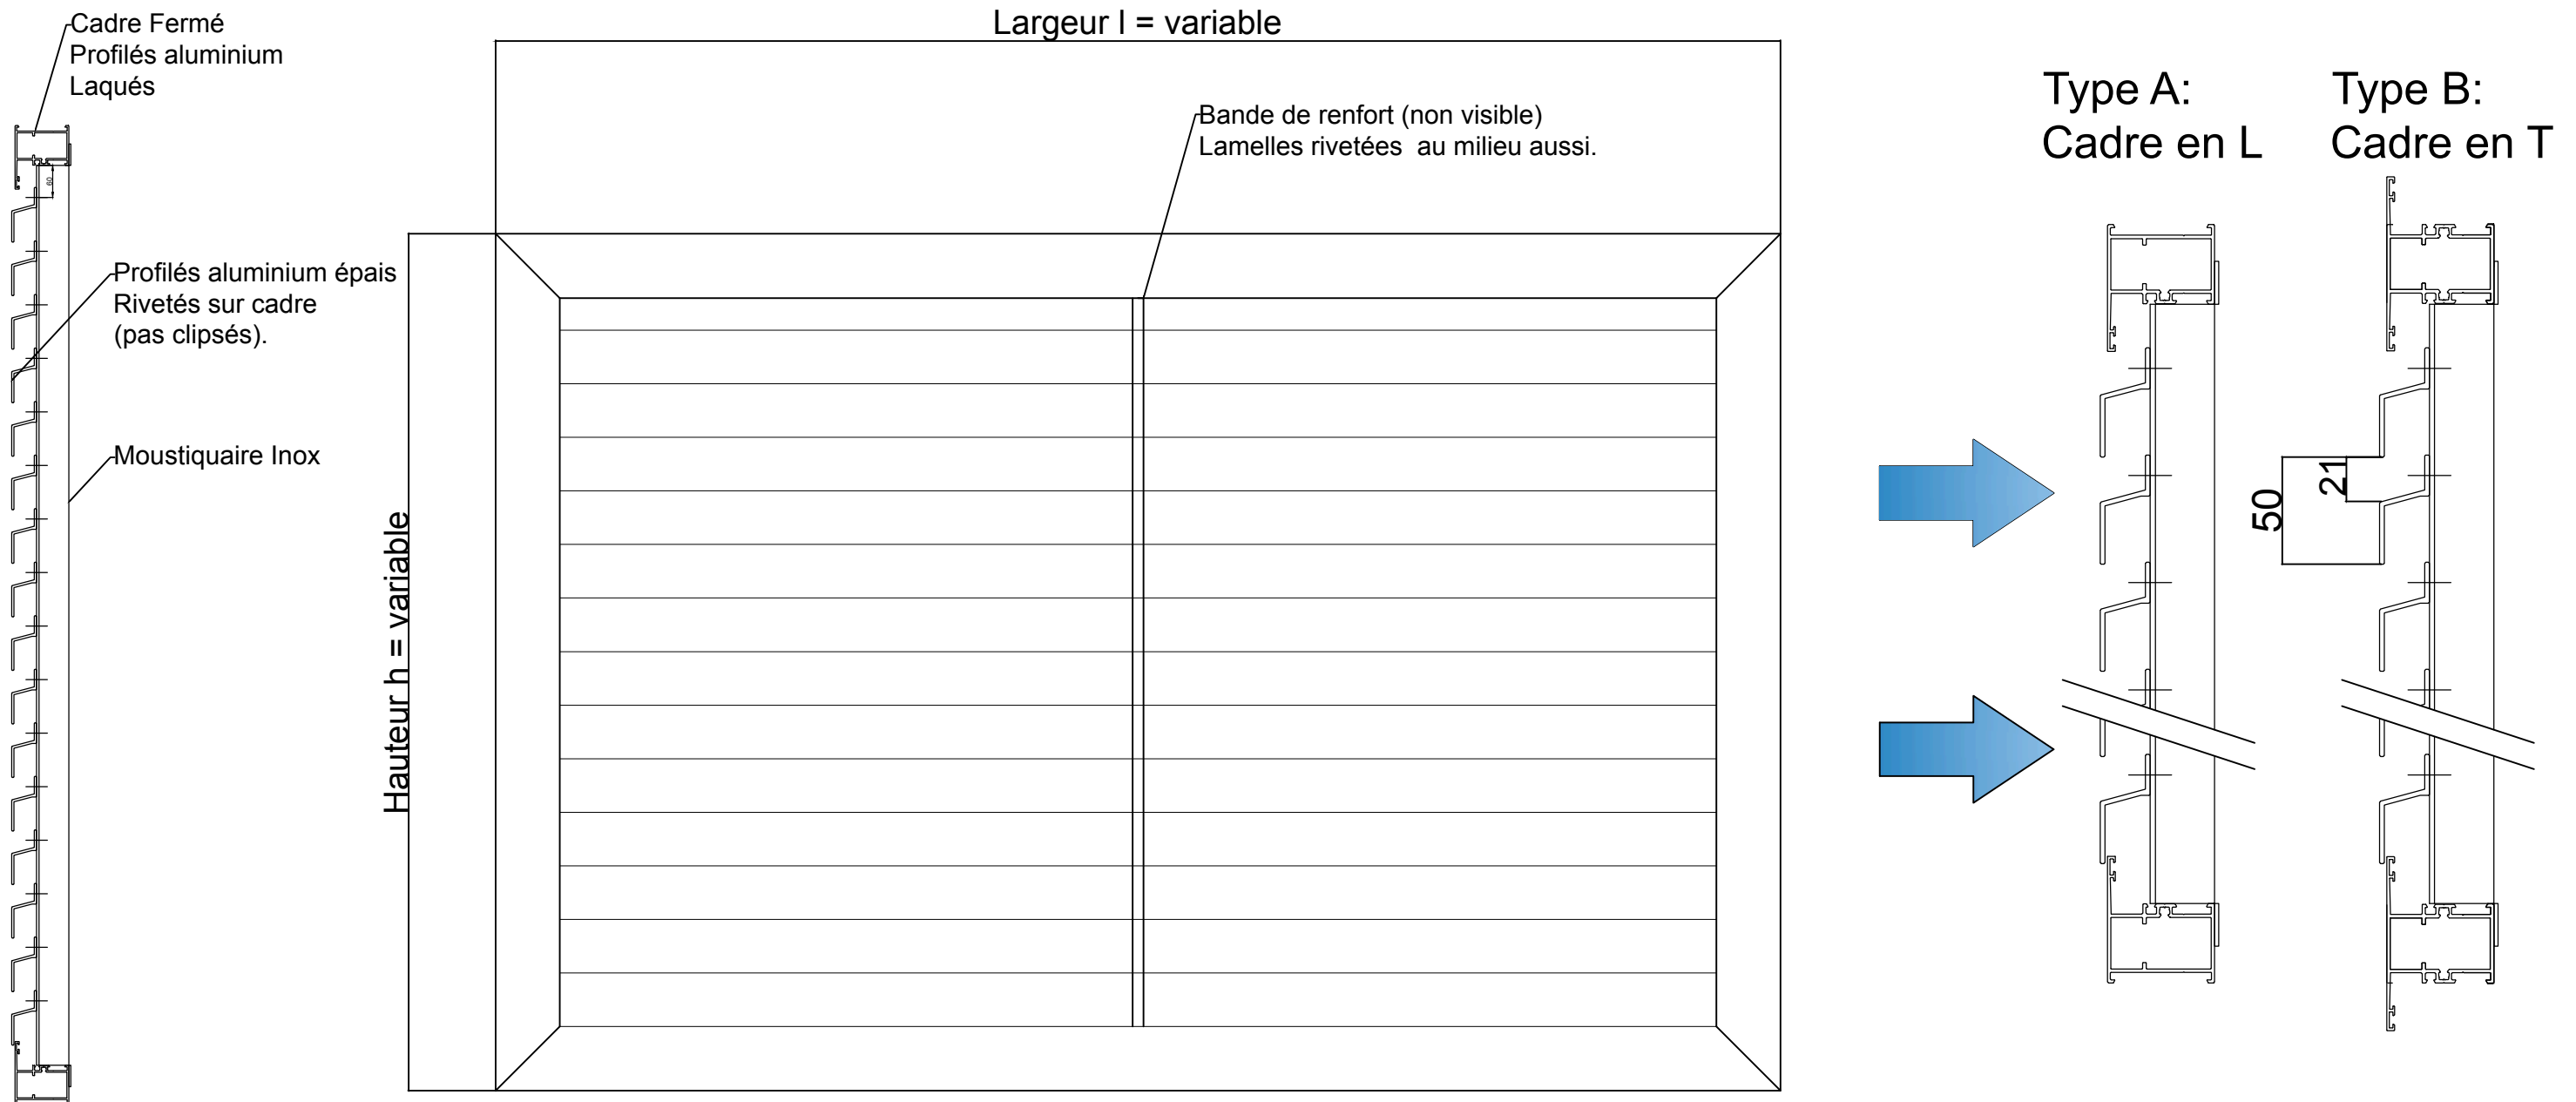 Largeur l = variable
Cadre Fermé
Profilés aluminium
Laqués
60
Profilés aluminium épais
Rivetés sur cadre
(pas clipsés).
Moustiquaire Inox
Hauteur h = variable
Bande de renfort (non visible)
Lamelles rivetées au milieu aussi.
Type A:
Cadre en L
Type B:
Cadre en T
50
21